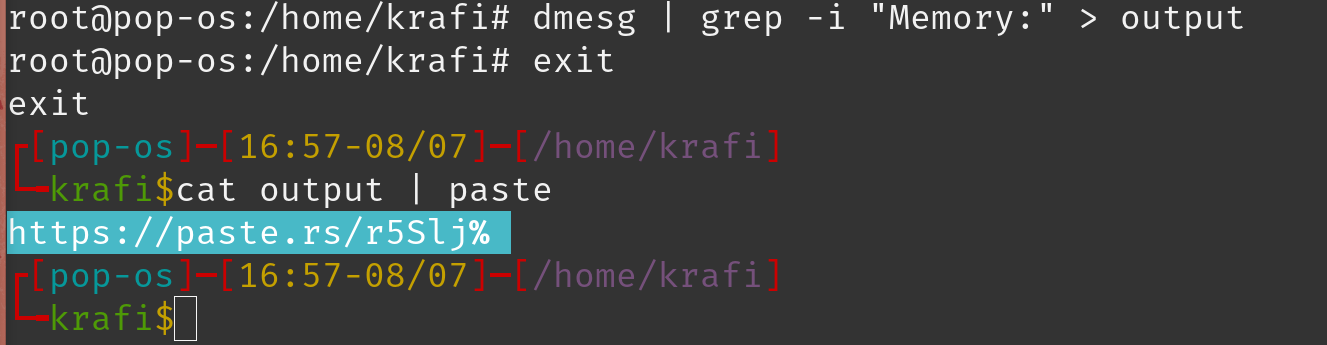 root@pop-os:/home/krafi# dmesg | grep -i "Memory:" > output
root@pop-os:/home/krafi# exit
exit
┌[pop-os]─[16:57-08/07]─[/home/krafi]
└─krafi$cat output | paste
https://paste.rs/r5Slj%
┌[pop-os]─[16:57-08/07]─[/home/krafi]
└─krafi$